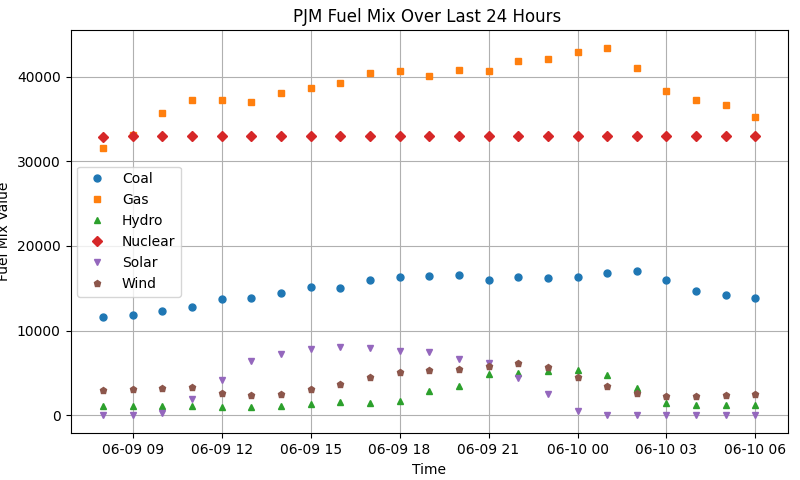 PJM Fuel Mix Over Last 24 Hours
40000
30000
20000
10000
0
Fuel Mix Value
Coal
Gas
Hydro
Nuclear
Solar
Wind
06-09 09 06-09 12 06-09 15 06-09 18 06-09 21 06-10 00 06-10 03 06-10 06
Time